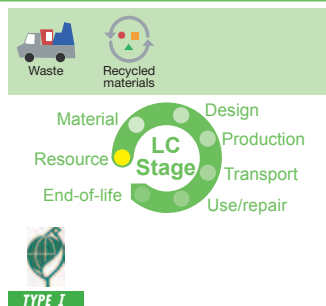 Waste
Recycled
materials
Material
Design
LC
Stage
Production
Resource
Transport
End-of-life
Use/repair
TYPE I